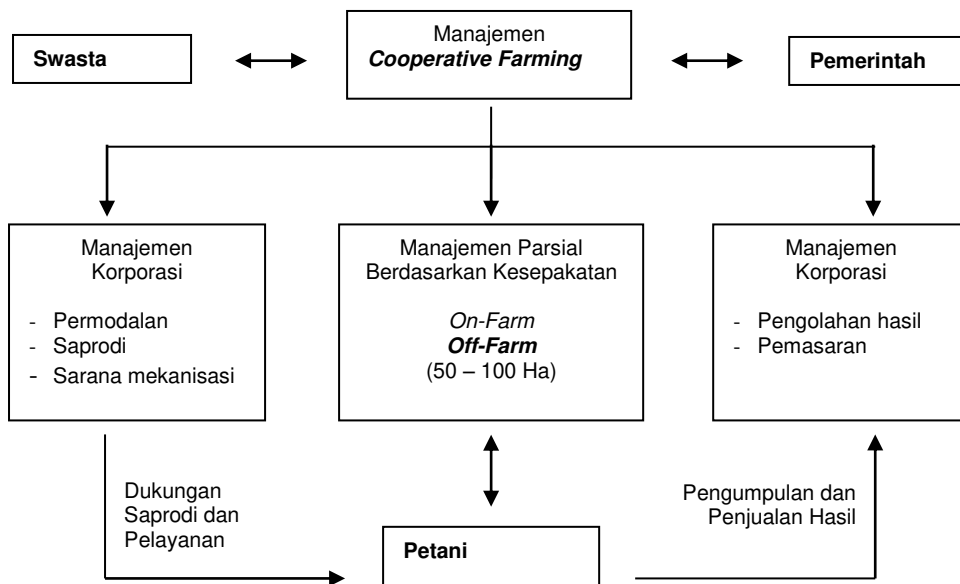 Swasta
Manajemen
Cooperative Farming
Pemerintah
Manajemen
Korporasi
- Permodalan
- Saprodi
- Sarana mekanisasi
Manajemen Parsial
Berdasarkan Kesepakatan
On-Farm
Off-Farm
(50 – 100 Ha)
Manajemen
Korporasi
- Pengolahan hasil
- Pemasaran
Dukungan
Saprodi dan
Pelayanan
Petani
Pengumpulan dan
Penjualan Hasil